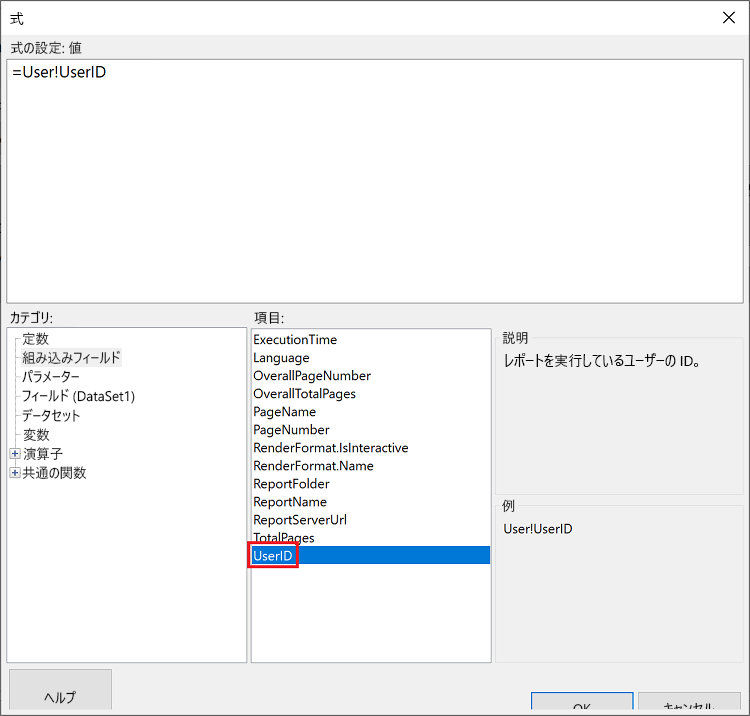 式
式の設定: 値
=User!UserID
カテゴリ:
定数
組み込みフィールド
パラメーター
フィールド (DataSet1)
データセット
変数
演算子
共通の関数
項目:
ExecutionTime
Language
OverallPageNumber
OverallTotalPages
PageName
PageNumber
RenderFormat.IsInteractive
RenderFormat.Name
ReportFolder
ReportName
ReportServerUrl
TotalPages
UserID
説明
レポートを実行しているユーザーの ID。
例
User!UserID
ヘルプ
OK
キャンセル